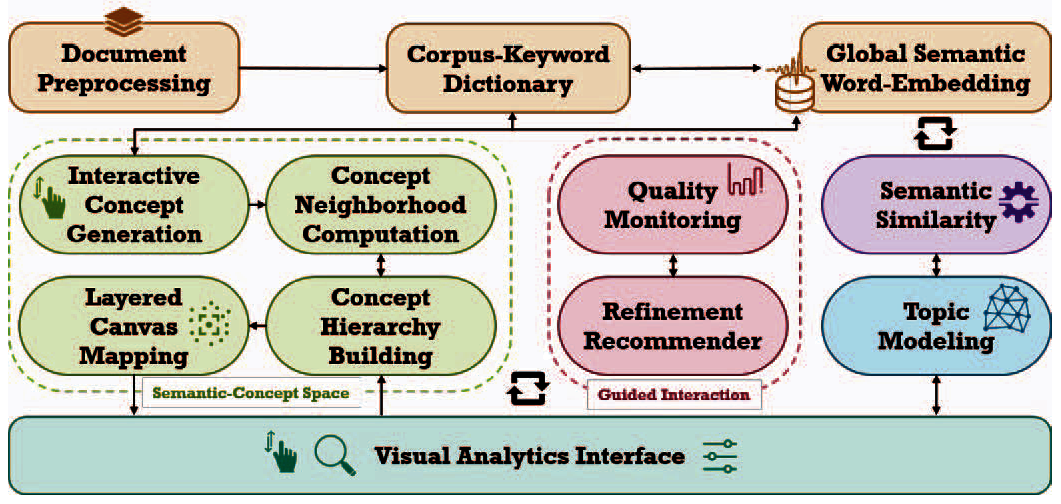 Document
Preprocessing
Corpus-Keyword
Dictionary
Global Semantic
Word-Embedding
Interactive
Concept
Generation
Concept
Neighborhood
Computation
Quality
Monitoring
Semantic
Similarity
Layered
Canvas
Mapping
Concept
Hierarchy
Building
Refinement
Recommender
Topic
Modeling
Semantic-Concept Space
Guided Interaction
Visual Analytics Interface